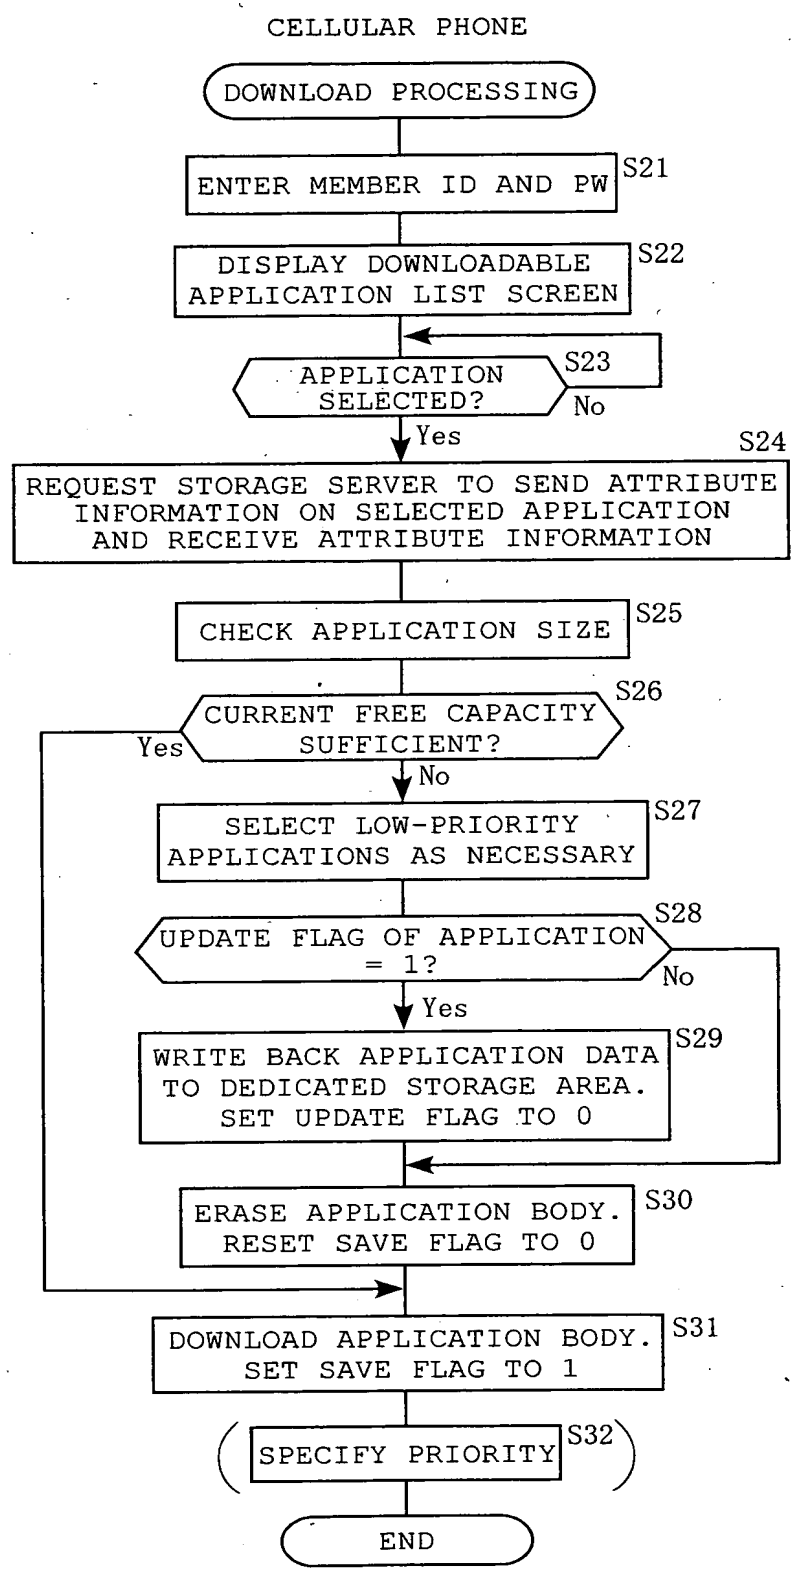 CELLULAR PHONE
DOWNLOAD PROCESSING
S21
ENTER MEMBER ID AND PW
S22
DISPLAY DOWNLOADABLE
APPLICATION LIST SCREEN
S23
APPLICATION
SELECTED?
No
Yes
S24
REQUEST STORAGE SERVER TO SEND ATTRIBUTE
INFORMATION ON SELECTED APPLICATION
AND RECEIVE ATTRIBUTE INFORMATION
S25
CHECK APPLICATION SIZE
S26
CURRENT FREE CAPACITY
SUFFICIENT?
Yes
No
S27
SELECT LOW-PRIORITY
APPLICATIONS AS NECESSARY
S28
UPDATE FLAG OF APPLICATION
= 1?
No
Yes
S29
WRITE BACK APPLICATION DATA
TO DEDICATED STORAGE AREA.
SET UPDATE FLAG TO 0
S30
ERASE APPLICATION BODY.
RESET SAVE FLAG TO 0
S31
DOWNLOAD APPLICATION BODY.
SET SAVE FLAG TO 1
S32
( SPECIFY PRIORITY )
END